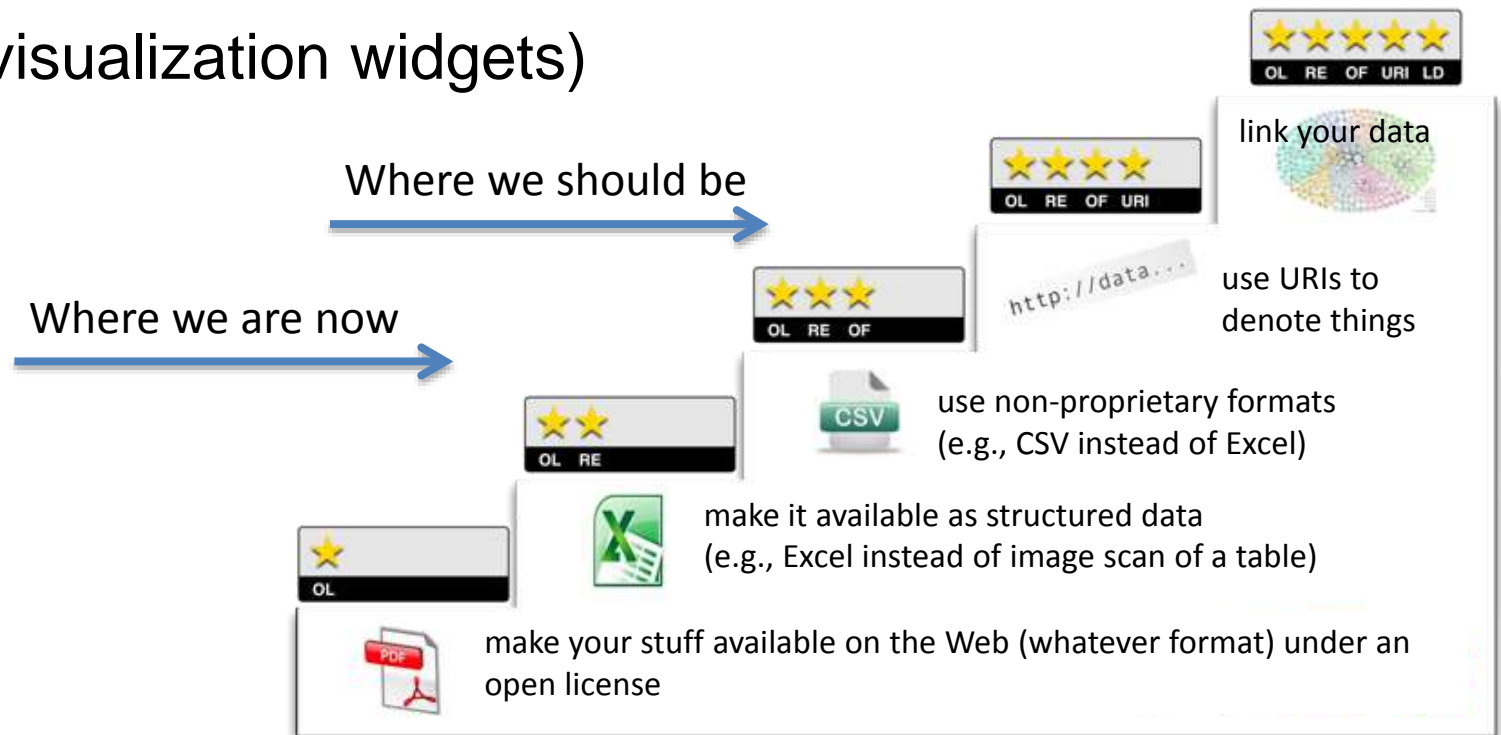 visualization widgets)
OL RE OF URI LD
link your data
Where we should be
OL RE OF URI
http://data...
use URIs to
denote things
Where we are now
OL RE OF
CSV
use non-proprietary formats
(e.g., CSV instead of Excel)
OL RE
make it available as structured data
(e.g., Excel instead of image scan of a table)
OL
PDF
make your stuff available on the Web (whatever format) under an
open license